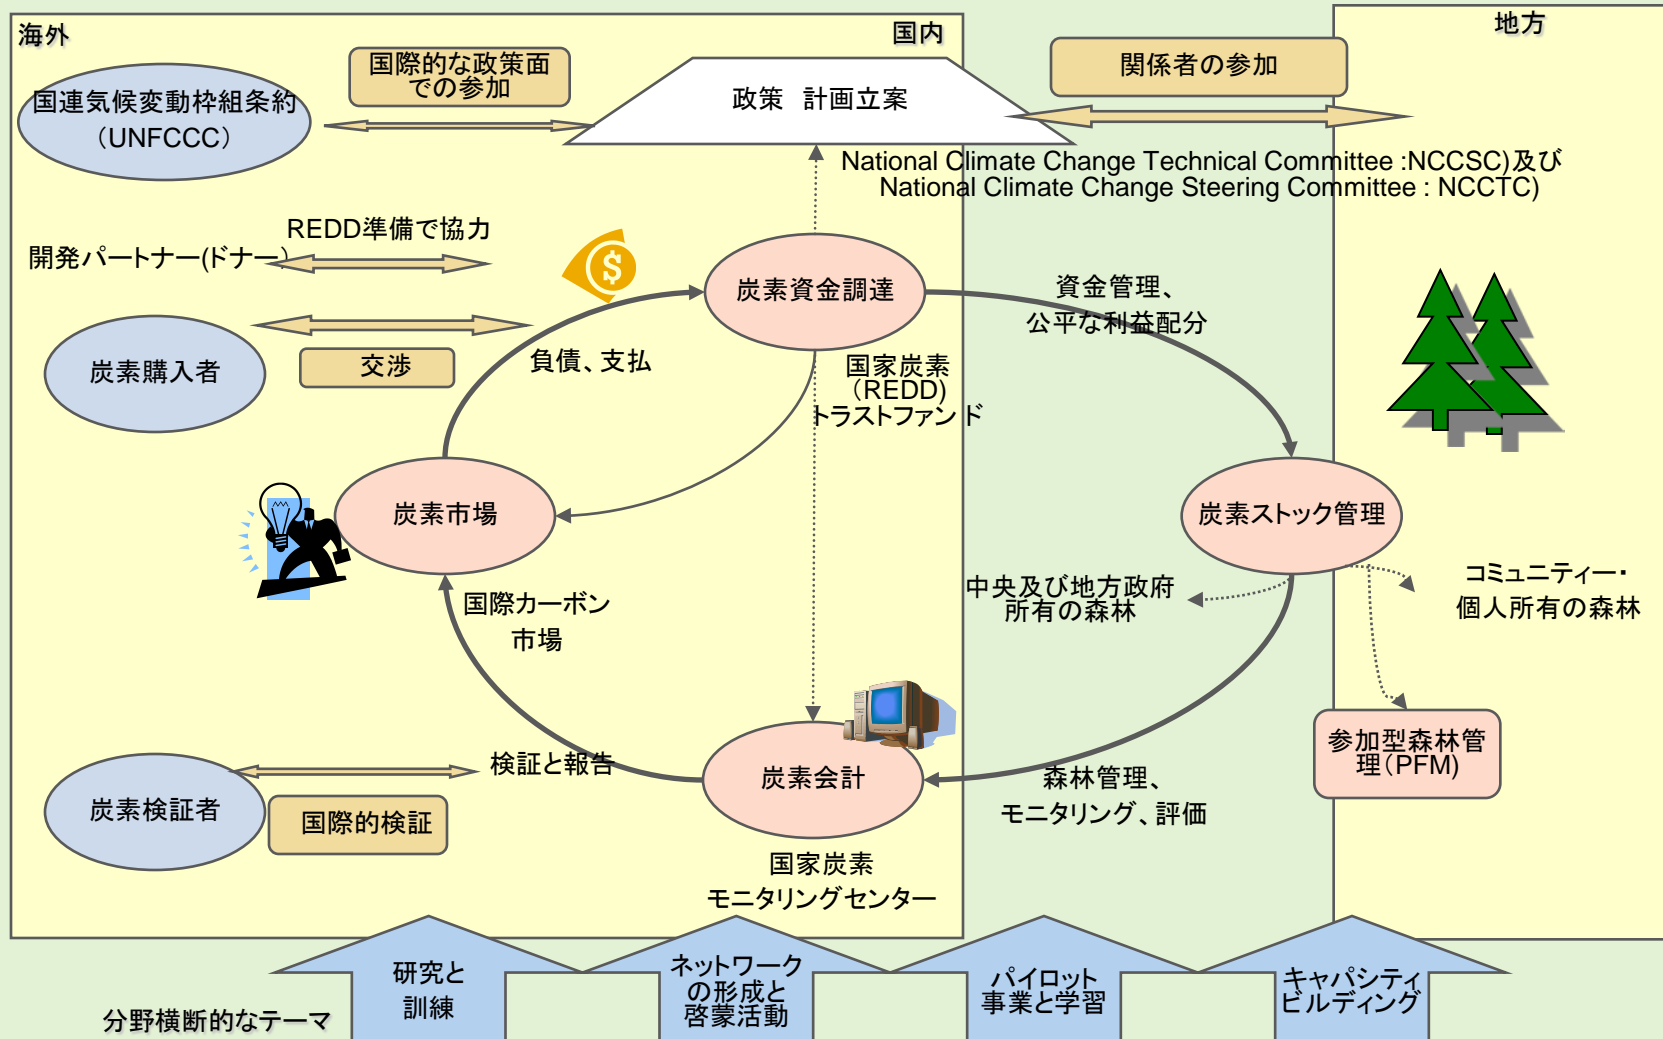 海外
国内
地方
国際的な政策面
での参加
関係者の参加
国連気候変動枠組条約
(UNFCCC)
政策　計画立案
National Climate Change Technical Committee :NCCSC)及び
National Climate Change Steering Committee : NCCTC)
REDD準備で協力
開発パートナー(ドナー)
炭素資金調達
資金管理、
公平な利益配分
炭素購入者
交渉
負債、支払
国家炭素
(REDD)
トラストファンド
炭素市場
炭素ストック管理
国際カーボン
市場
中央及び地方政府
所有の森林
コミュニティー・
個人所有の森林
検証と報告
炭素会計
森林管理、
モニタリング、評価
参加型森林管
理(PFM)
炭素検証者
国際的検証
国家炭素
モニタリングセンター
研究と
訓練
ネットワーク
の形成と
啓蒙活動
パイロット
事業と学習
キャパシティ
ビルディング
分野横断的なテーマ